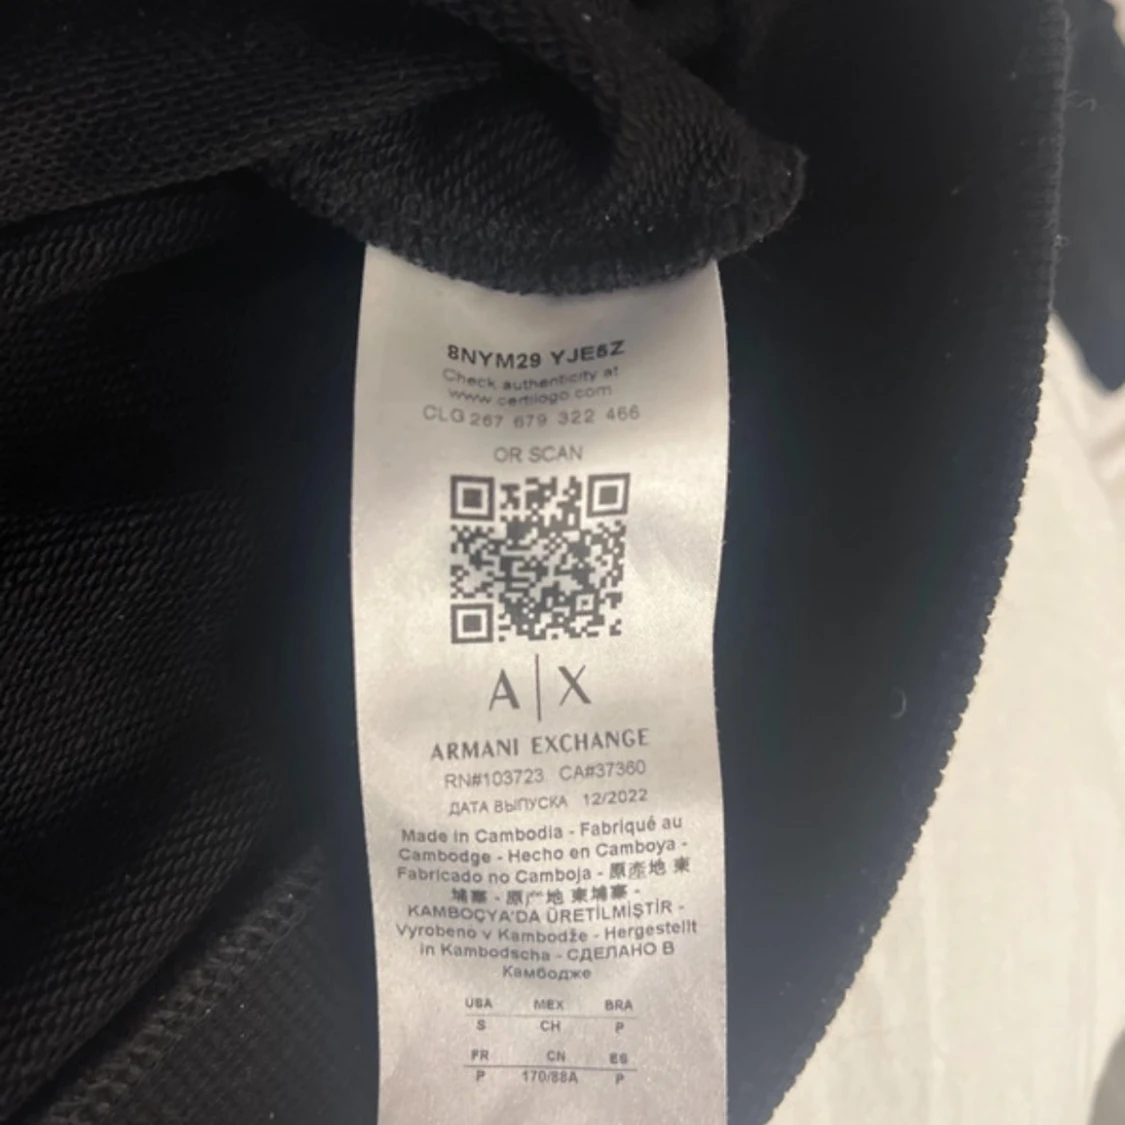 8NYM29 YJE5Z
Check authenticity at
www.certilogo.com
CLG 267 679 322 466
OR SCAN
A|X
ARMANI EXCHANGE
RN#103723 CA#37360
ДАТА ВЫПУСКА 12/2022
Made in Cambodia - Fabriqué au
Cambodge - Hecho en Camboya -
Fabricado no Camboja - 原產地 柬
埔寨 - 原产地 柬埔寨 -
KAMBOÇYA'DA ÜRETİLMİŞTİR -
Vyrobeno v Kambodže - Hergestellt
in Kambodscha - СДЕЛАНО В
Камбодже
USA MEX BRA
S CH P
FR CN ES
P 170/88A P